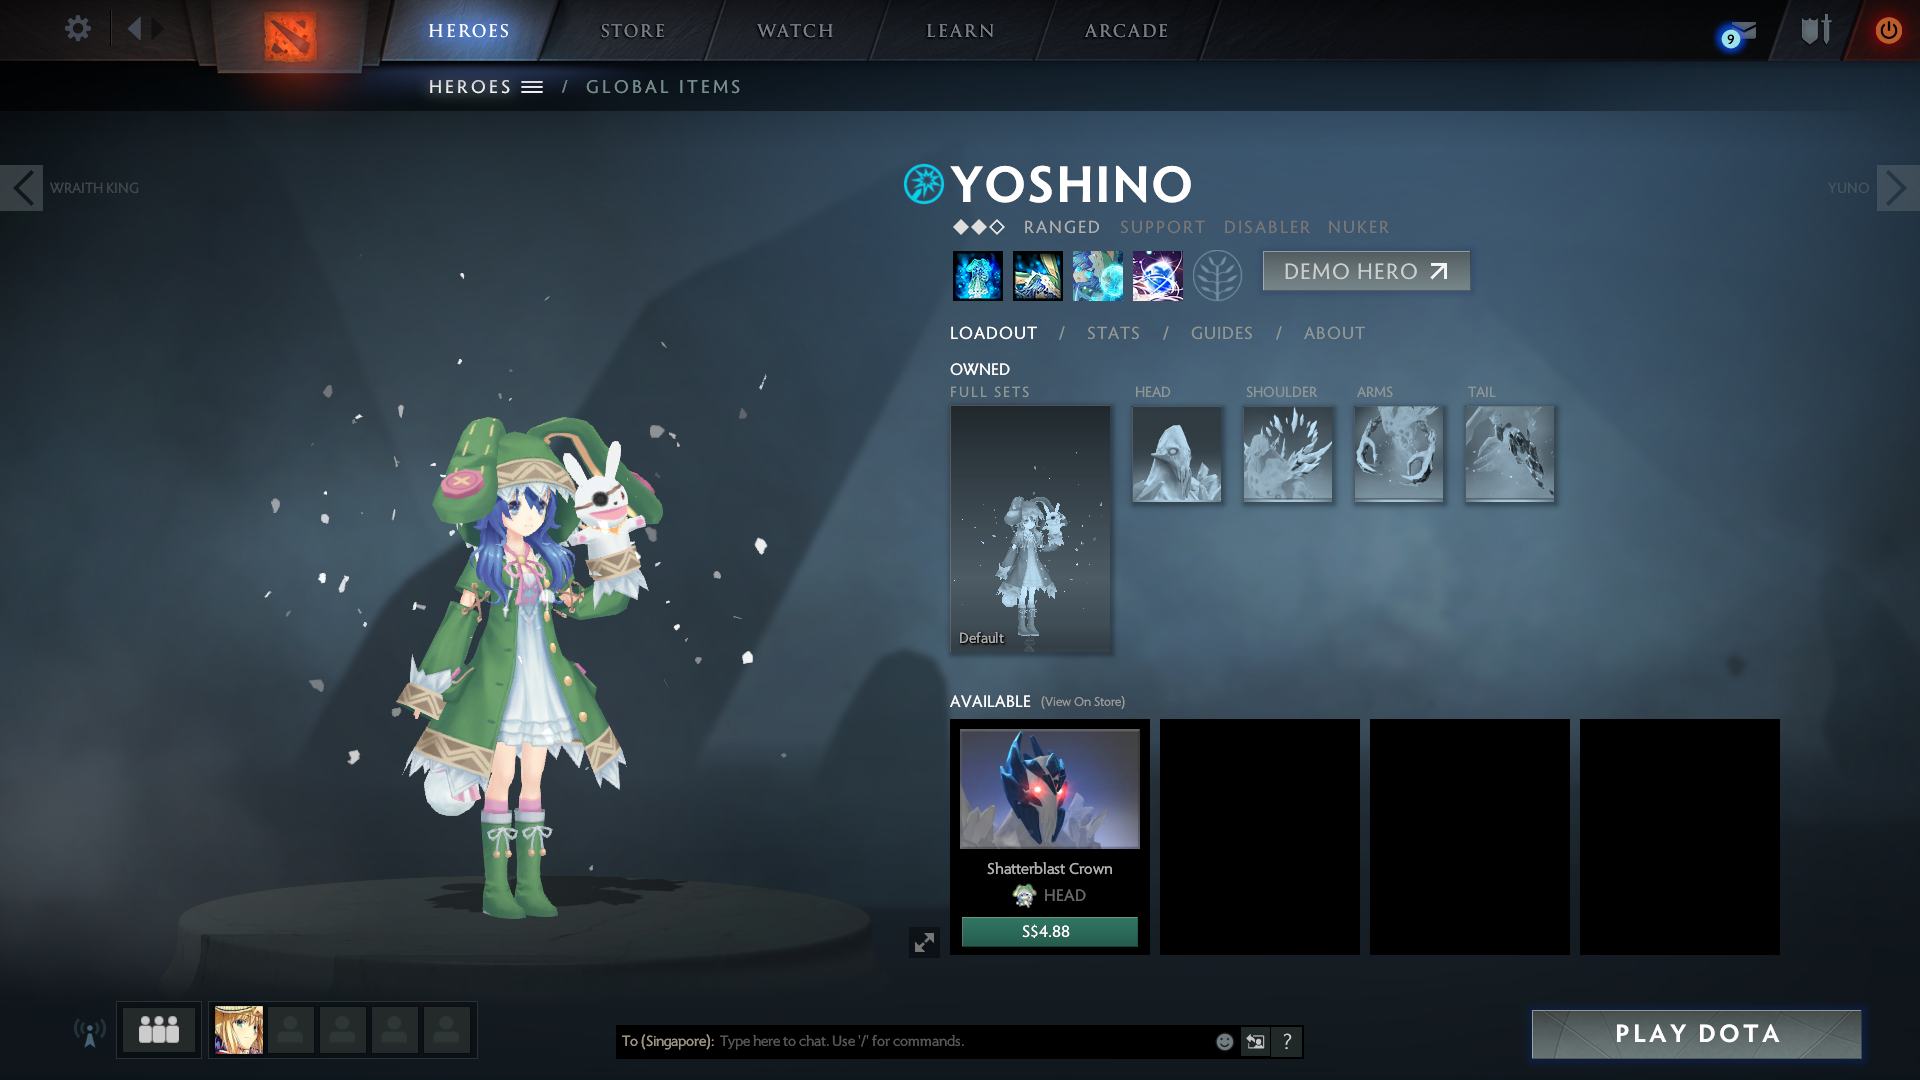 HEROES
STORE
WATCH
LEARN
ARCADE
9
HEROES / GLOBAL ITEMS
WRAITH KING
YOSHINO
YUNO
RANGED SUPPORT DISABLER NUKER
DEMO HERO
LOADOUT / STATS / GUIDES / ABOUT
OWNED
FULL SETS
HEAD
SHOULDER
ARMS
TAIL
Default
AVAILABLE (View On Store)
Shatterblast Crown
HEAD
S$4.88
To (Singapore): Type here to chat. Use '/' for commands.
?
PLAY DOTA